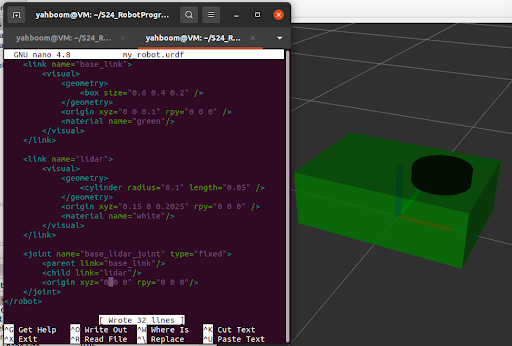 yahboom@VM: ~/S24_RobotProgr…
yahboom@VM: ~/S24_R…
yahboom@VM: ~/S24_R…
GNU nano 4.8 my_robot.urdf
<link name="base_link">
<visual>
<geometry>
<box size="0.6 0.4 0.2" />
</geometry>
<origin xyz="0 0 0.1" rpy="0 0 0" />
<material name="green"/>
</visual>
</link>
<link name="lidar">
<visual>
<geometry>
<cylinder radius="0.1" length="0.05" />
</geometry>
<origin xyz="0.15 0 0.2025" rpy="0 0 0" />
<material name="white"/>
</visual>
</link>
<joint name="base_lidar_joint" type="fixed">
<parent link="base_link"/>
<child link="lidar"/>
<origin xyz="0 0 0" rpy="0 0 0"/>
</joint>
</robot>
[ Wrote 32 lines ]
^G Get Help ^O Write Out ^W Where Is ^K Cut Text
^X Exit ^R Read File ^\ Replace ^U Paste Text